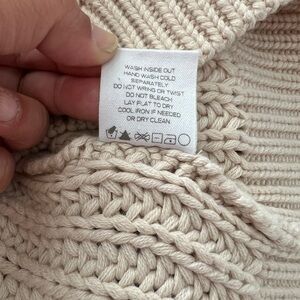 WASH INSIDE OUT
HAND WASH COLD
SEPARATELY
DO NOT WRING OR TWIST
DO NOT BLEACH
LAY FLAT TO DRY
COOL IRON IF NEEDED
OR DRY CLEAN